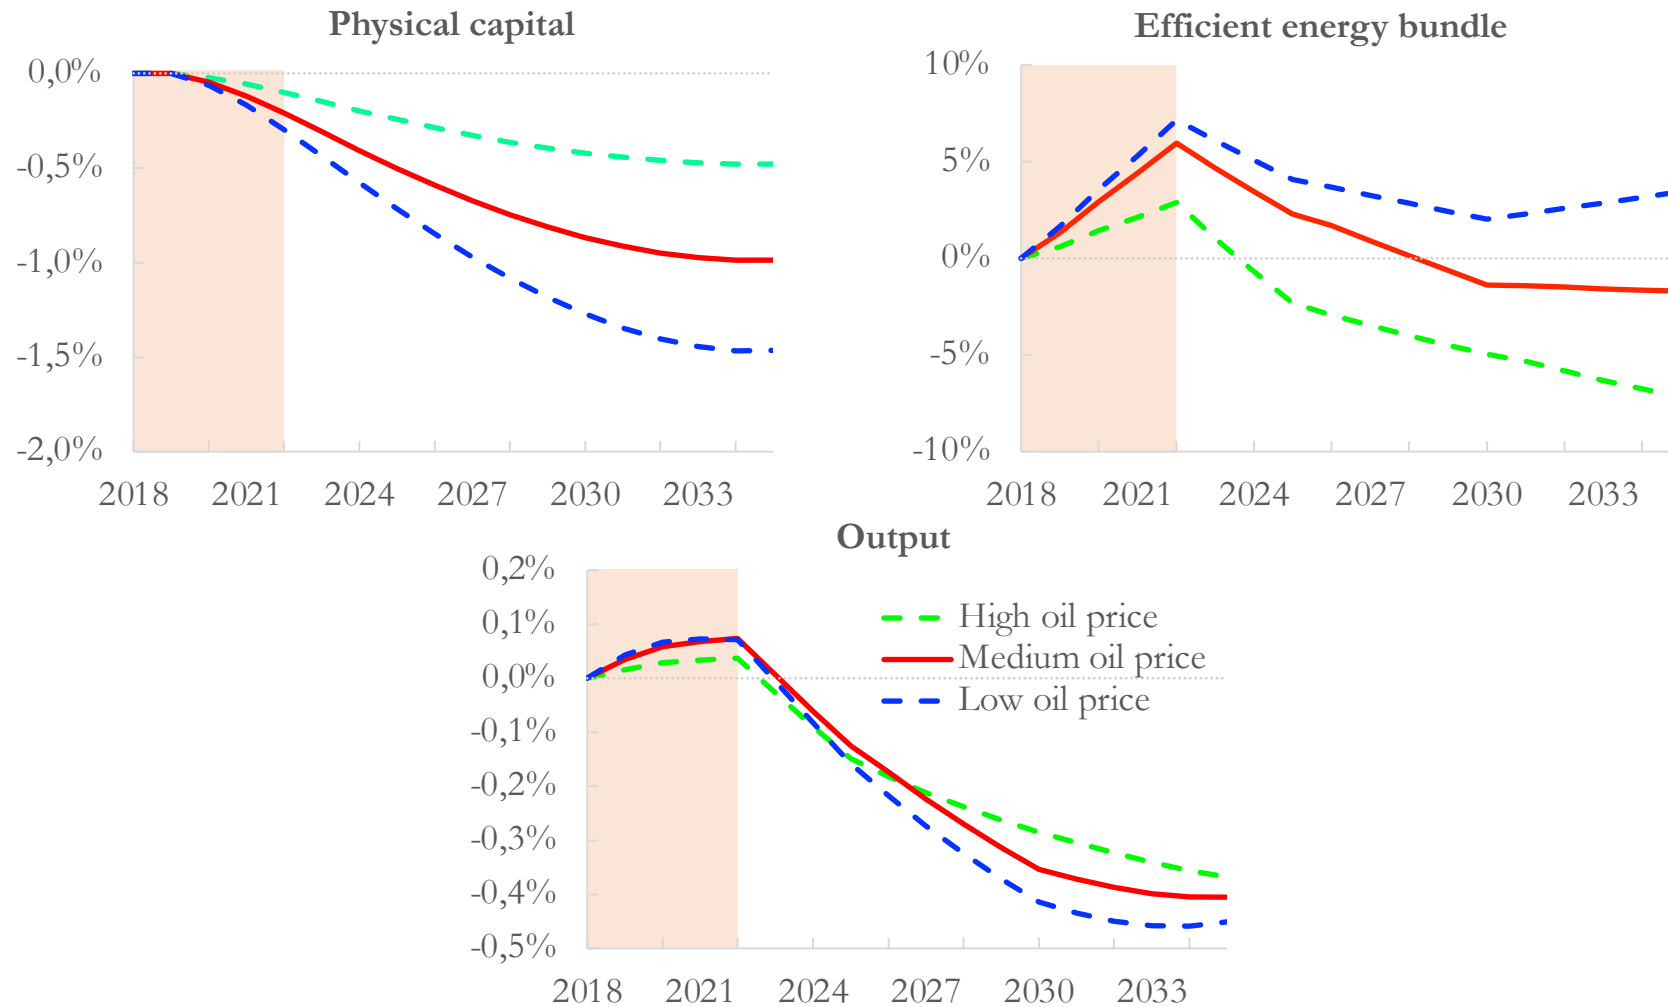 Physical capital
0,0%
-0,5%
-1,0%
-1,5%
-2,0%
2018 2021 2024 2027 2030 2033
Efficient energy bundle
10%
5%
0%
-5%
-10%
2018 2021 2024 2027 2030 2033
Output
0,2%
0,1%
0,0%
-0,1%
-0,2%
-0,3%
-0,4%
-0,5%
2018 2021 2024 2027 2030 2033
High oil price
Medium oil price
Low oil price